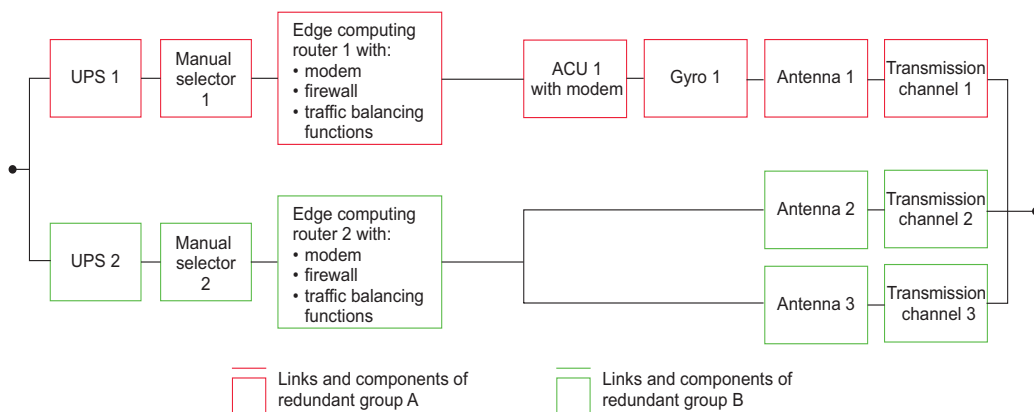 UPS 1
Manual
selector
1
Edge computing
router 1 with:
• modem
• firewall
• traffic balancing
functions
ACU 1
with modem
Gyro 1
Antenna 1
Transmission
channel 1
UPS 2
Manual
selector
2
Edge computing
router 2 with:
• modem
• firewall
• traffic balancing
functions
Antenna 2
Transmission
channel 2
Antenna 3
Transmission
channel 3
Links and components of
redundant group A
Links and components of
redundant group B